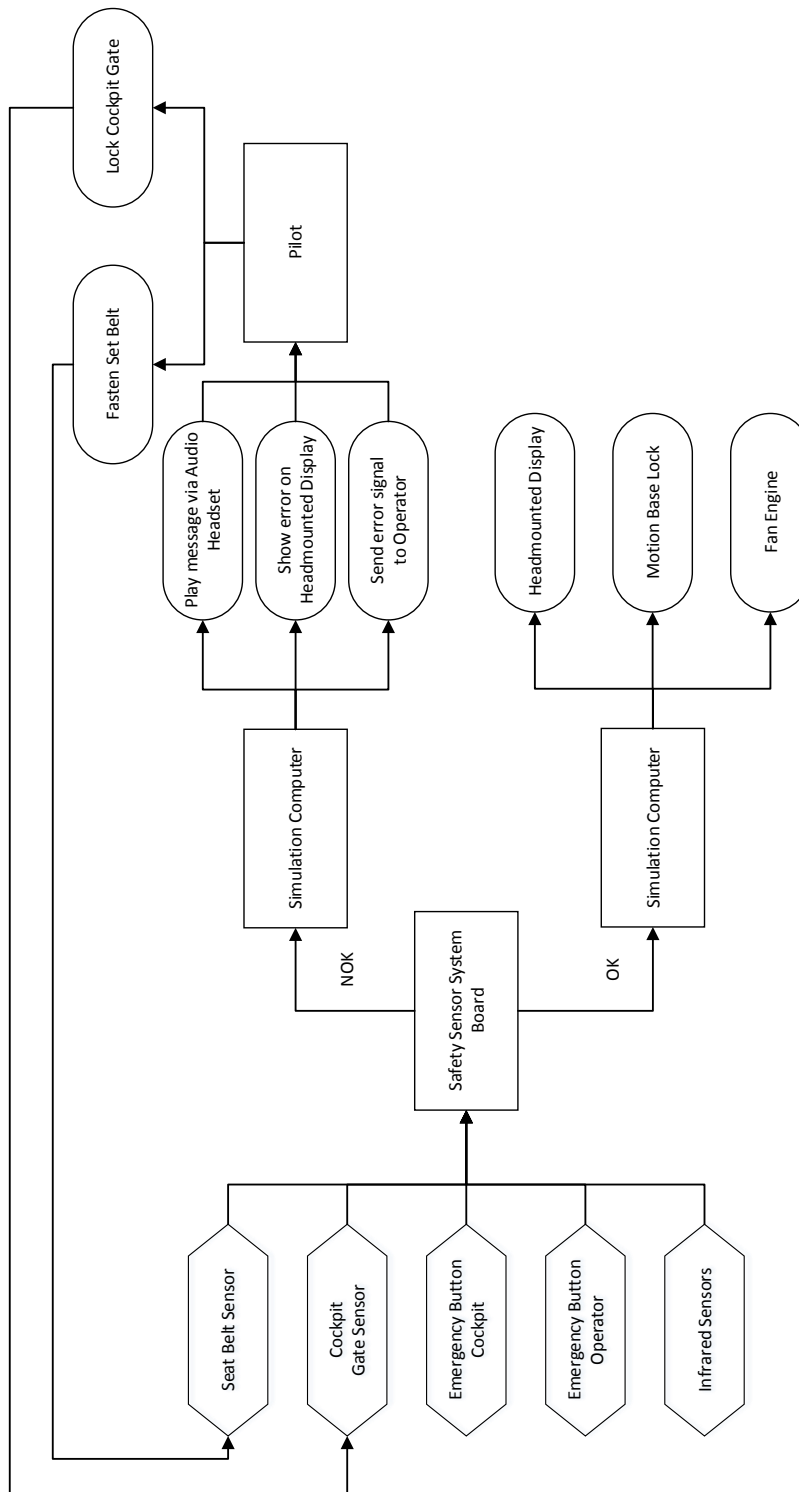 Seat Belt Sensor
Cockpit
Gate Sensor
Emergency Button
Cockpit
Emergency Button
Operator
Infrared Sensors
Safety Sensor System
Board
NOK
OK
Simulation Computer
Simulation Computer
Play message via Audio
Headset
Show error on
Headmounted Display
Send error signal
to Operator
Headmounted Display
Motion Base Lock
Fan Engine
Pilot
Fasten Set Belt
Lock Cockpit Gate